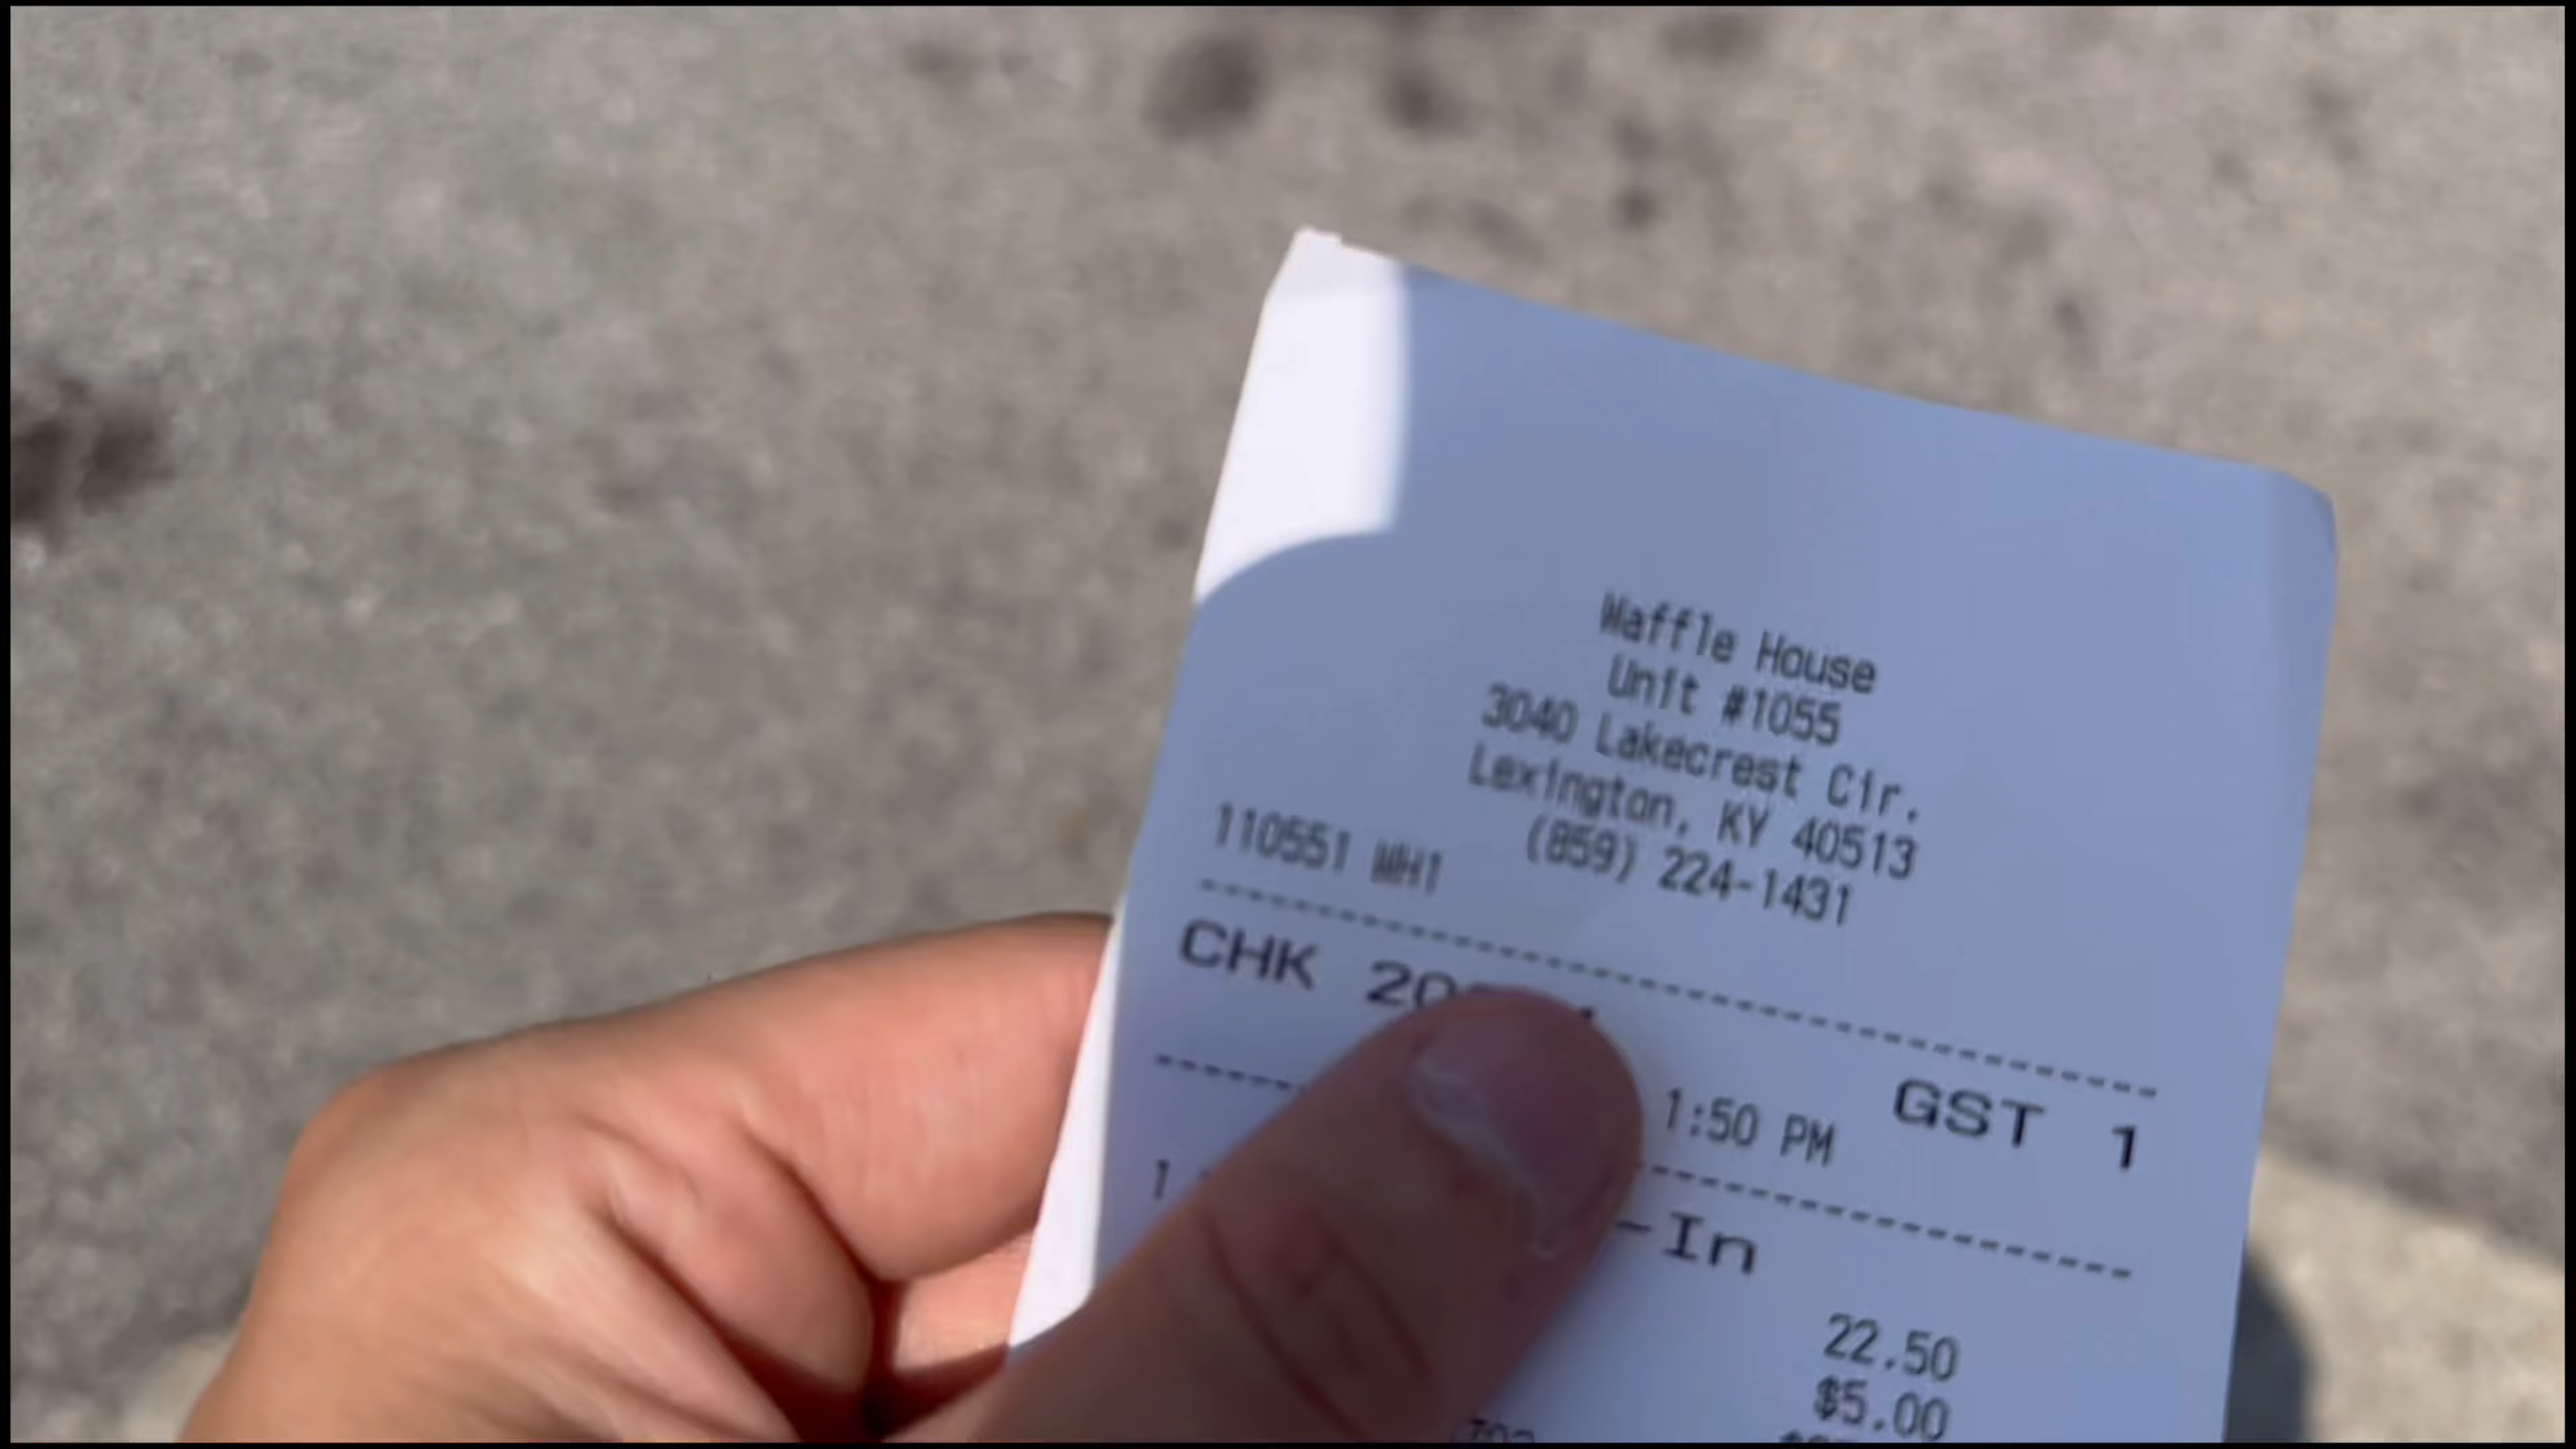 Waffle House
Unit #1055
3040 Lakecrest Cir.
Lexington, KY 40513
(859) 224-1431
110551 WH1
CHK GST 1
1:50 PM
1
-In
22.50
$5.00